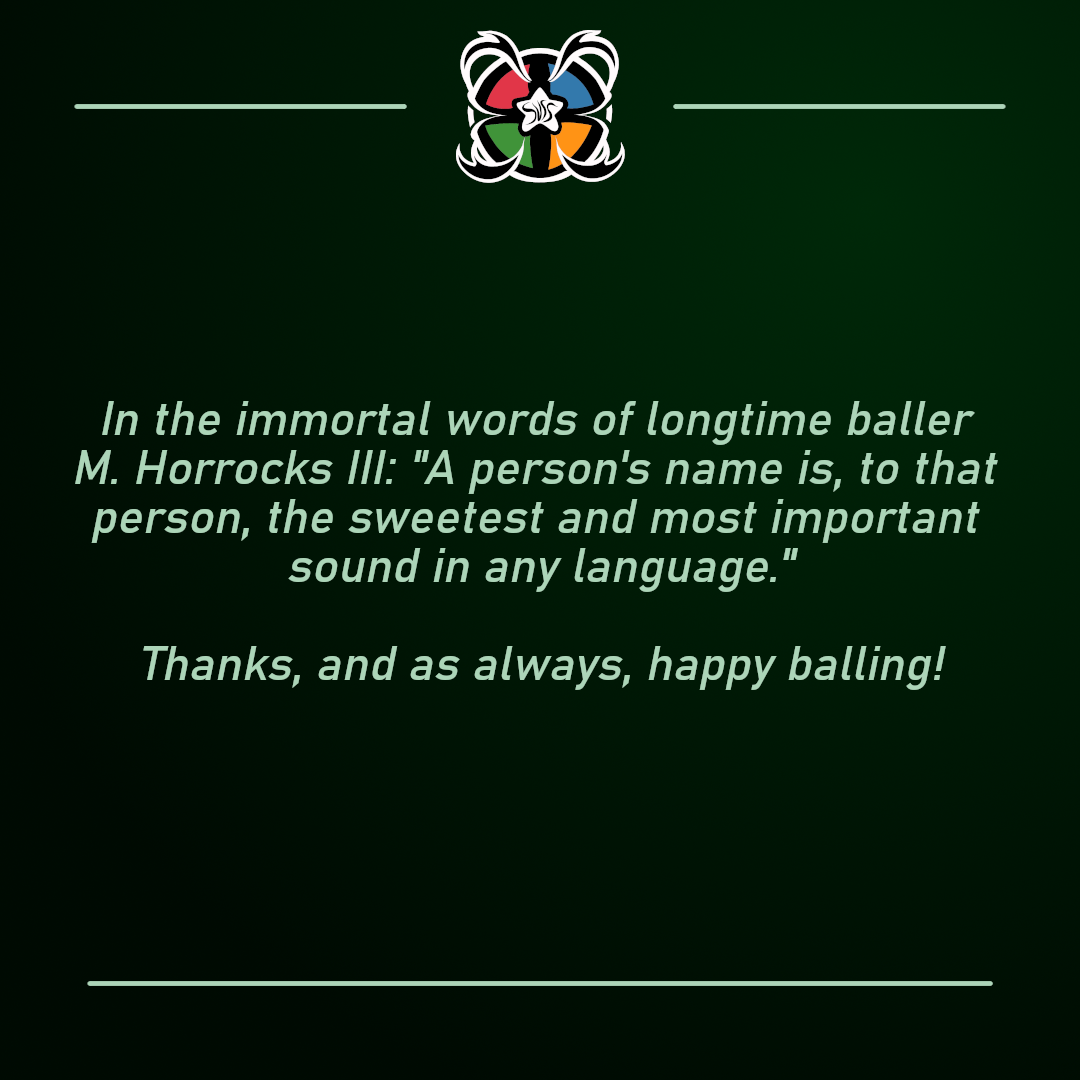 In the immortal words of longtime baller
M. Horrocks III: "A person's name is, to that
person, the sweetest and most important
sound in any language."
Thanks, and as always, happy balling!